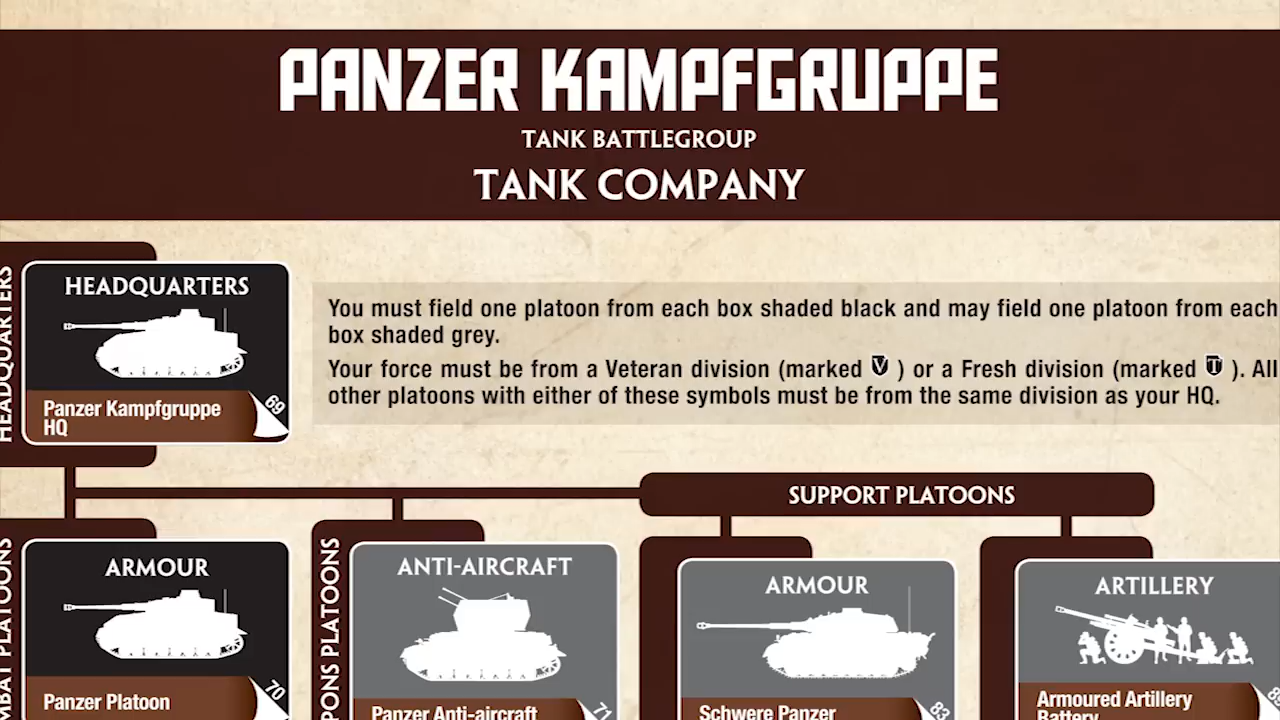 PANZER KAMPFGRUPPE
TANK BATTLEGROUP
TANK COMPANY
HEADQUARTERS
HEADQUARTERS
Panzer Kampfgruppe
HQ
69
You must field one platoon from each box shaded black and may field one platoon from each
box shaded grey.
Your force must be from a Veteran division (marked V ) or a Fresh division (marked T ). All
other platoons with either of these symbols must be from the same division as your HQ.
SUPPORT PLATOONS
MBAT PLATOONS
ARMOUR
Panzer Platoon
70
PONS PLATOONS
ANTI-AIRCRAFT
Panzer Anti-aircraft
71
ARMOUR
Schwere Panzer
83
ARTILLERY
Armoured Artillery
Battery